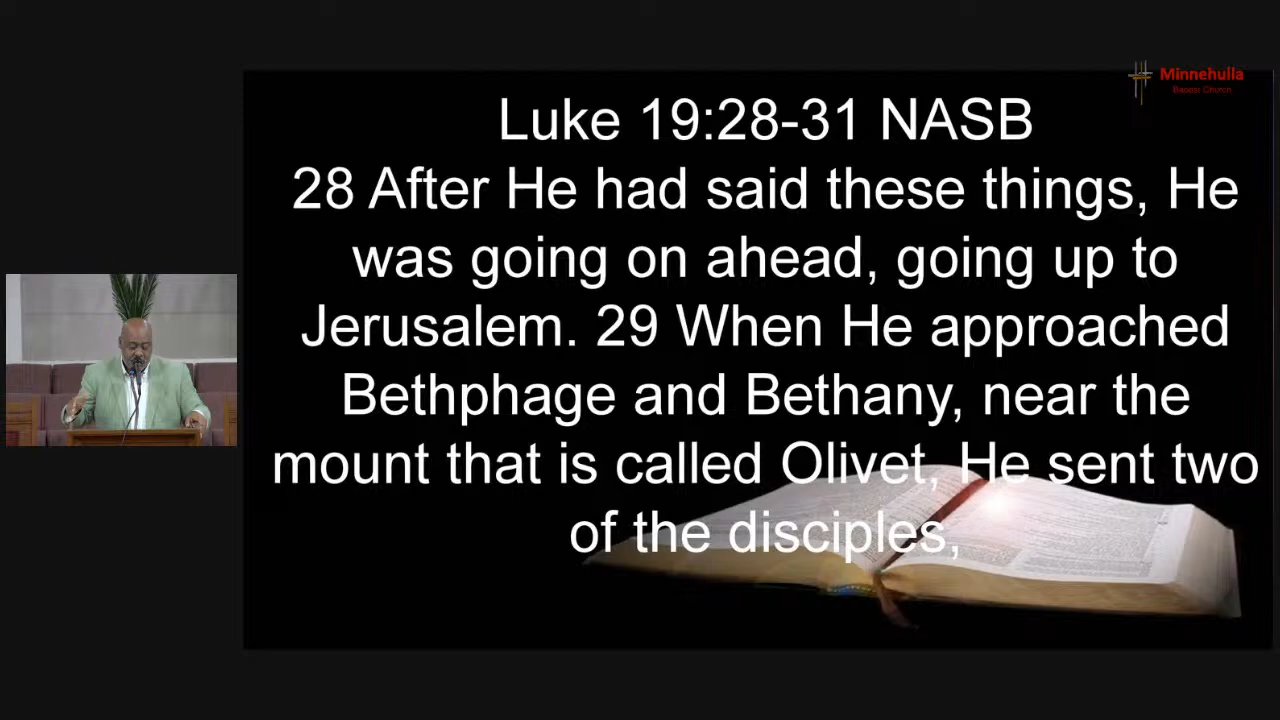 Minnehulla
Baptist Church
Luke 19:28-31 NASB
28 After He had said these things, He
was going on ahead, going up to
Jerusalem. 29 When He approached
Bethphage and Bethany, near the
mount that is called Olivet, He sent two
of the disciples,